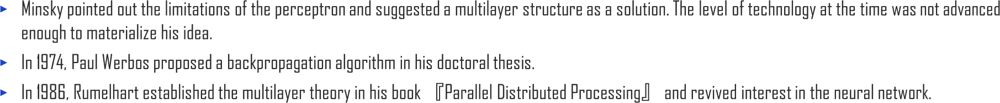 ▸ Minsky pointed out the limitations of the perceptron and suggested a multilayer structure as a solution. The level of technology at the time was not advanced
enough to materialize his idea.
▸ In 1974, Paul Werbos proposed a backpropagation algorithm in his doctoral thesis.
▸ In 1986, Rumelhart established the multilayer theory in his book 『Parallel Distributed Processing』 and revived interest in the neural network.